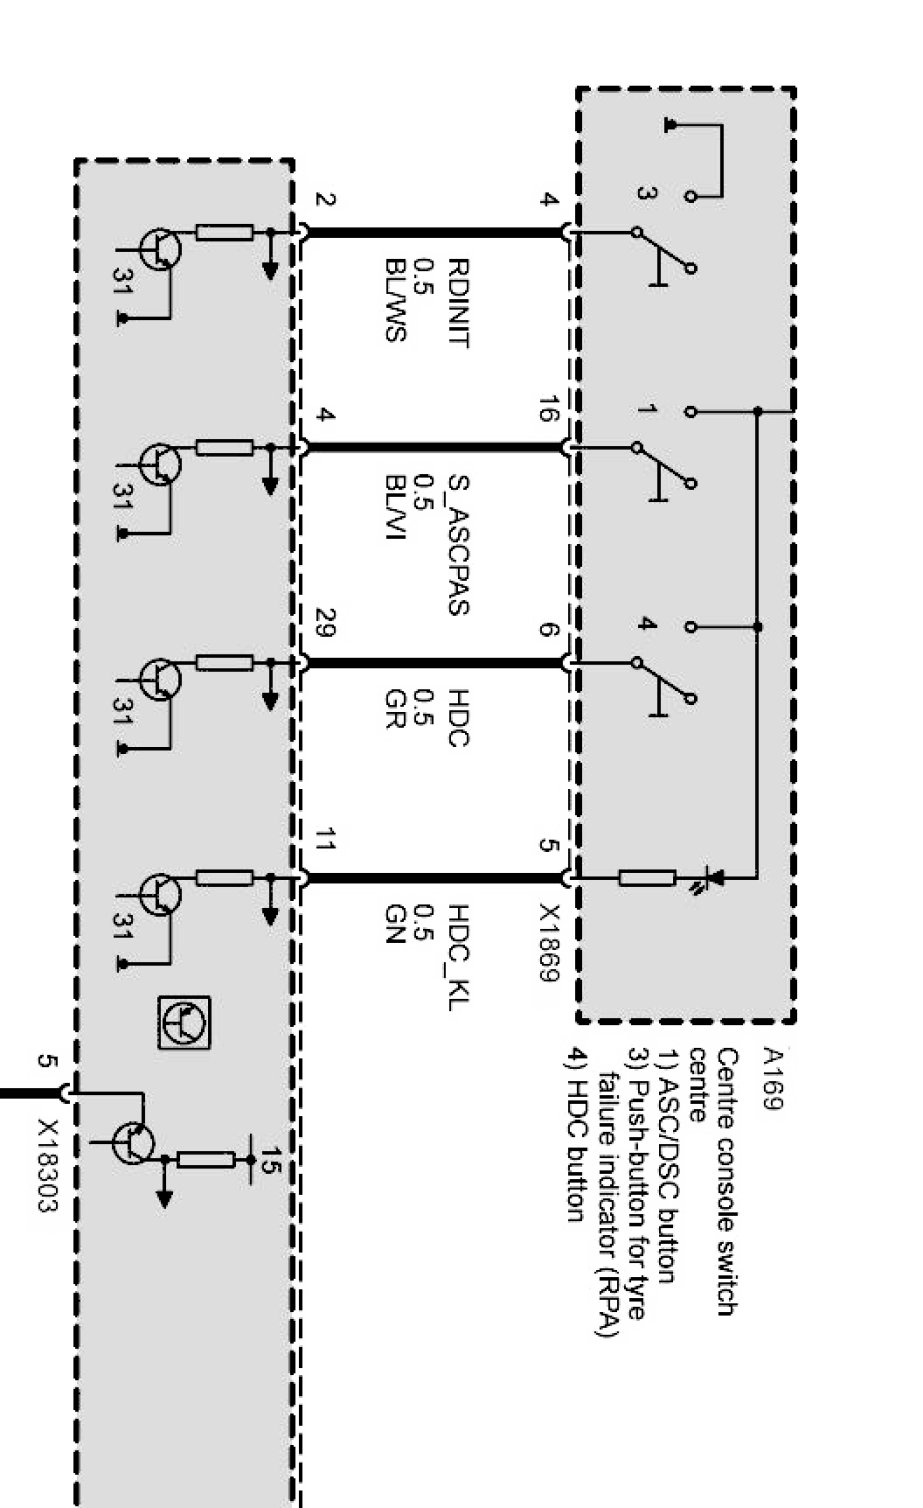 A169
Centre console switch
centre
1) ASC/DSC button
3) Push-button for tyre
failure indicator (RPA)
4) HDC button
3
1
4
4
16
6
5
X1869
RDINIT
0.5
BL/WS
S_ASCPAS
0.5
BL/VI
HDC
0.5
GR
HDC_KL
0.5
GN
2
4
29
11
31
31
31
31
15
5
X18303